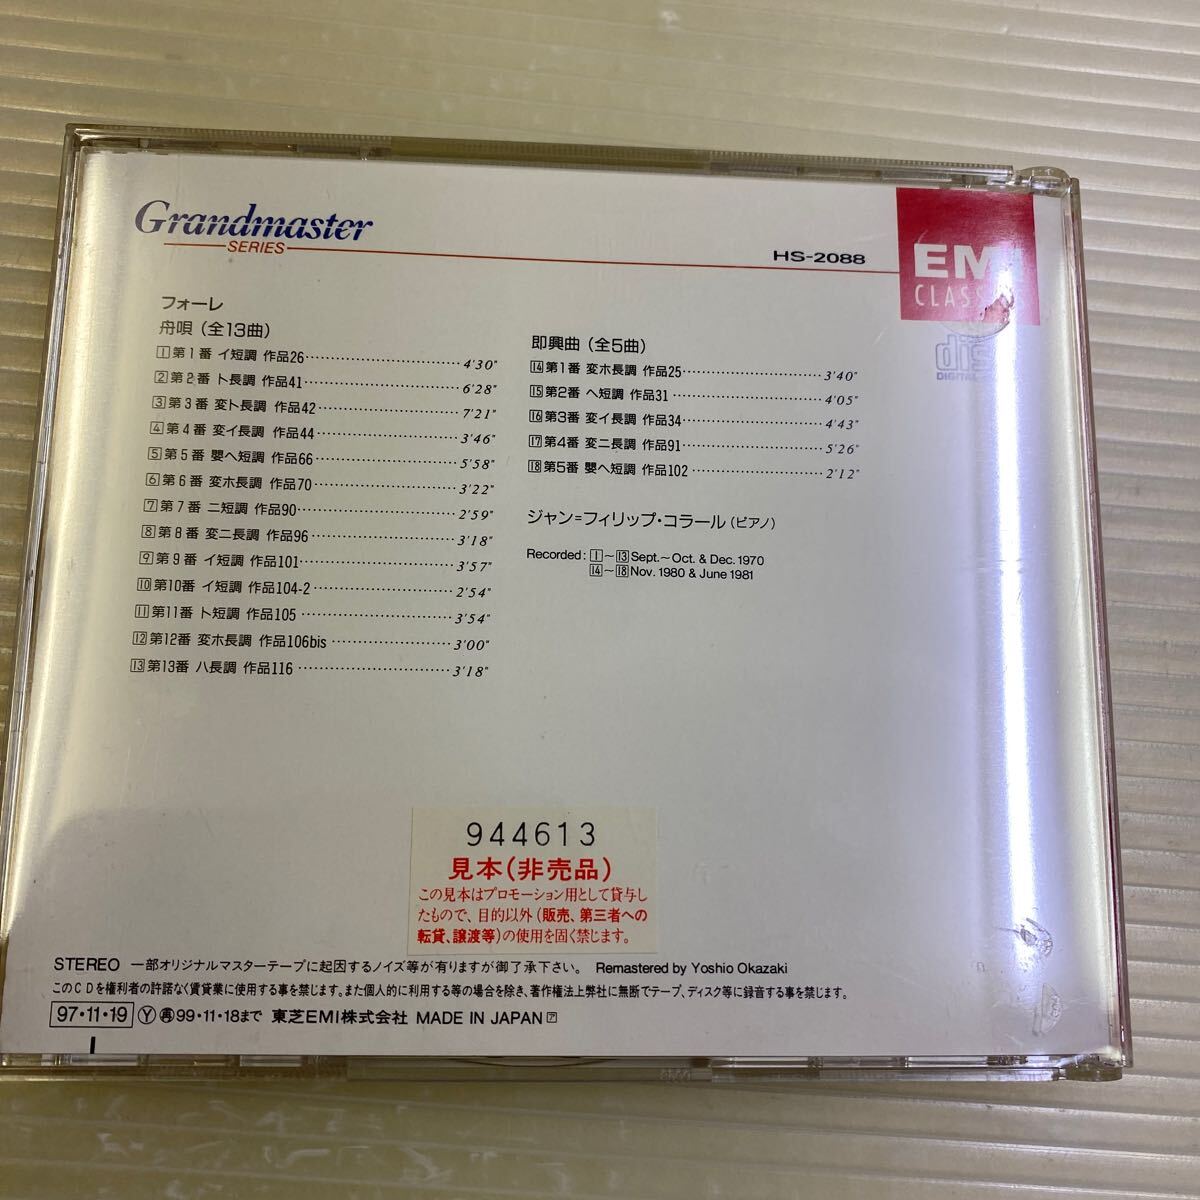 Grandmaster
SERIES
HS-2088
EMI
CLASSICS
フォーレ
舟唄（全13曲）
1 第1番 イ短調 作品26 4'30"
2 第2番 ト長調 作品41 6'28"
3 第3番 変ト長調 作品42 7'21"
4 第4番 変イ長調 作品44 3'46"
5 第5番 嬰ヘ短調 作品66 5'58"
6 第6番 変ホ長調 作品70 3'22"
7 第7番 ニ短調 作品90 2'59"
8 第8番 変ニ長調 作品96 3'18"
9 第9番 イ短調 作品101 3'57"
10 第10番 イ短調 作品104-2 2'54"
11 第11番 ト短調 作品105 3'54"
12 第12番 変ホ長調 作品106bis 3'00"
13 第13番 ハ長調 作品116 3'18"
即興曲（全5曲）
14 第1番 変ホ長調 作品25 3'40"
15 第2番 ヘ短調 作品31 4'05"
16 第3番 変イ長調 作品34 4'43"
17 第4番 変ニ長調 作品91 5'26"
18 第5番 嬰ヘ短調 作品102 2'12"
ジャン＝フィリップ・コラール（ピアノ）
Recorded: 1～13 Sept.～Oct. & Dec. 1970
14～18 Nov. 1980 & June 1981
944613
見本（非売品）
この見本はプロモーション用として貸与し
たもので、目的以外（販売、第三者への
転貸、譲渡等）の使用を固く禁じます。
STEREO 一部オリジナルマスターテープに起因するノイズ等が有りますが御了承下さい。 Remastered by Yoshio Okazaki
このCDを権利者の許諾なく賃貸業に使用する事を禁じます。また個人的に利用する等の場合を除き、著作権法上弊社に無断でテープ、ディスク等に録音する事を禁じます。
97・11・19 Ⓨ 再 99・11・18まで 東芝EMI株式会社 MADE IN JAPAN ア